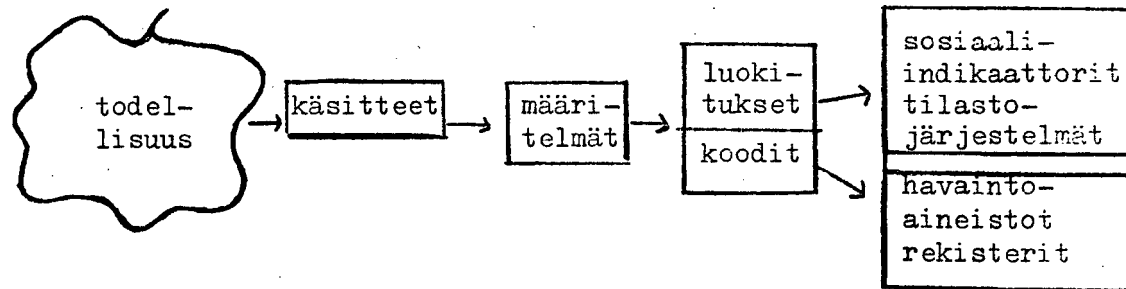 todel-
lisuus
käsitteet
määri-
telmät
luoki-
tukset
koodit
sosiaali-
indikaattorit
tilasto-
järjestelmät
havainto-
aineistot
rekisterit